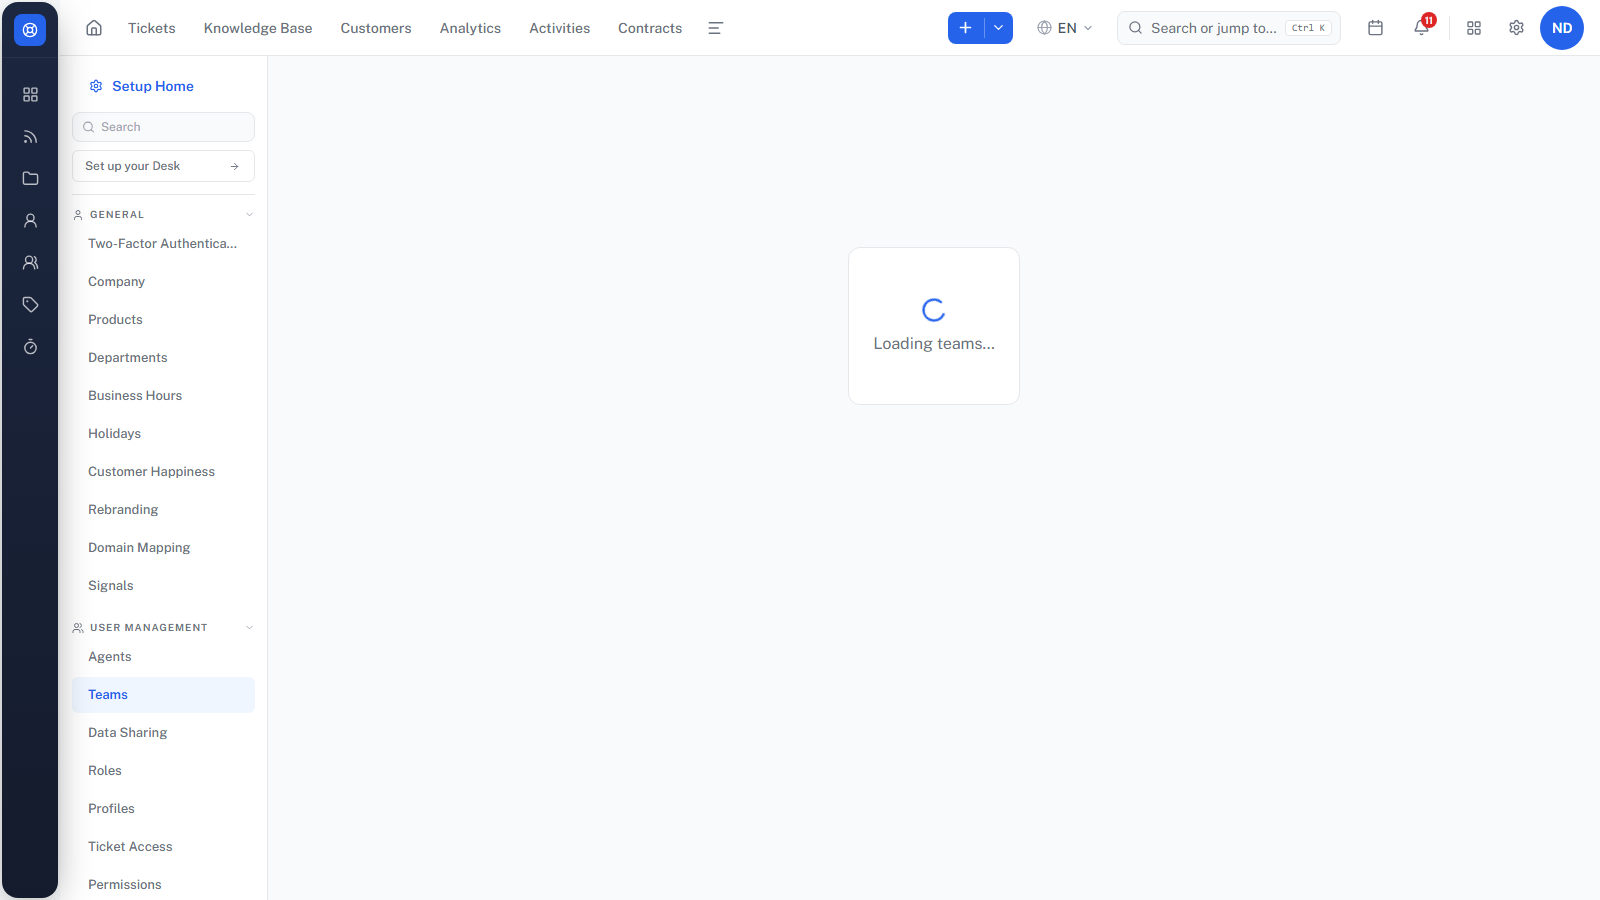 Tickets
Knowledge Base
Customers
Analytics
Activities
Contracts
EN
Search or jump to...
Ctrl K
11
ND
Setup Home
Search
Set up your Desk
GENERAL
Two-Factor Authentica...
Company
Products
Departments
Business Hours
Holidays
Customer Happiness
Rebranding
Domain Mapping
Signals
USER MANAGEMENT
Agents
Teams
Data Sharing
Roles
Profiles
Ticket Access
Permissions
Loading teams...